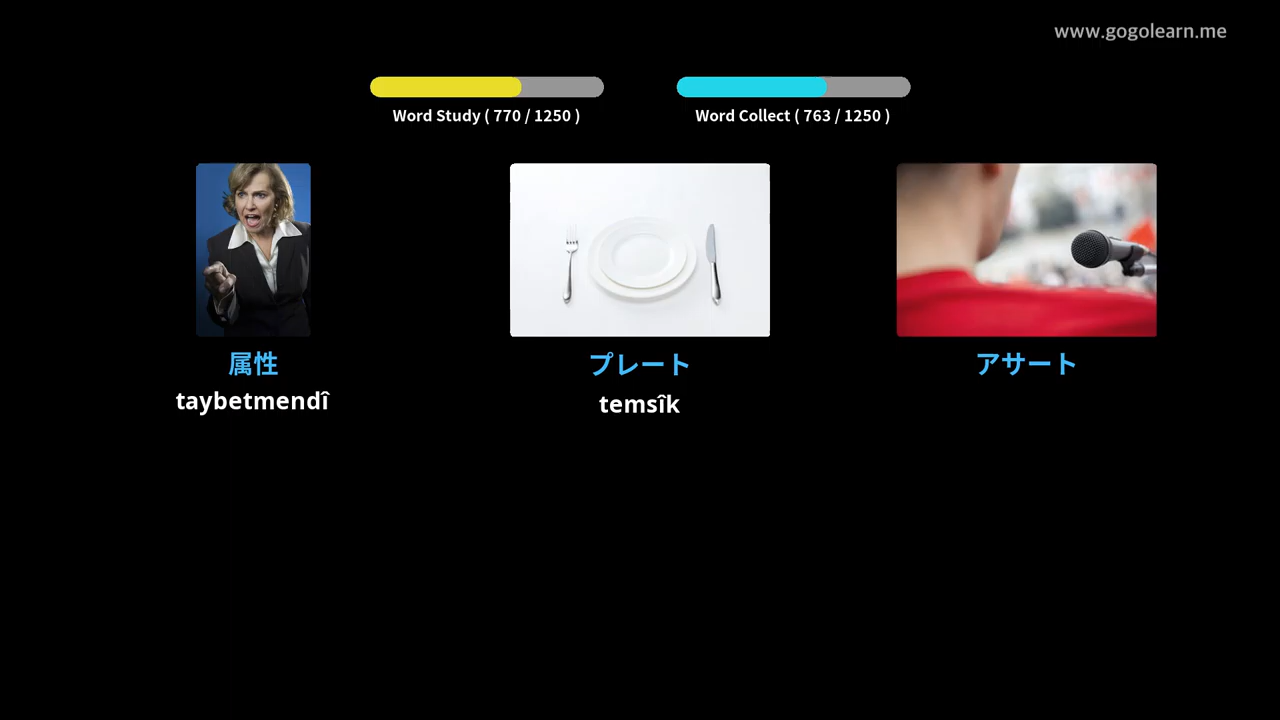 www.gogolearn.me
Word Study ( 770 / 1250 )
Word Collect ( 763 / 1250 )
属性
プレート
アサート
taybetmendî
temsîk